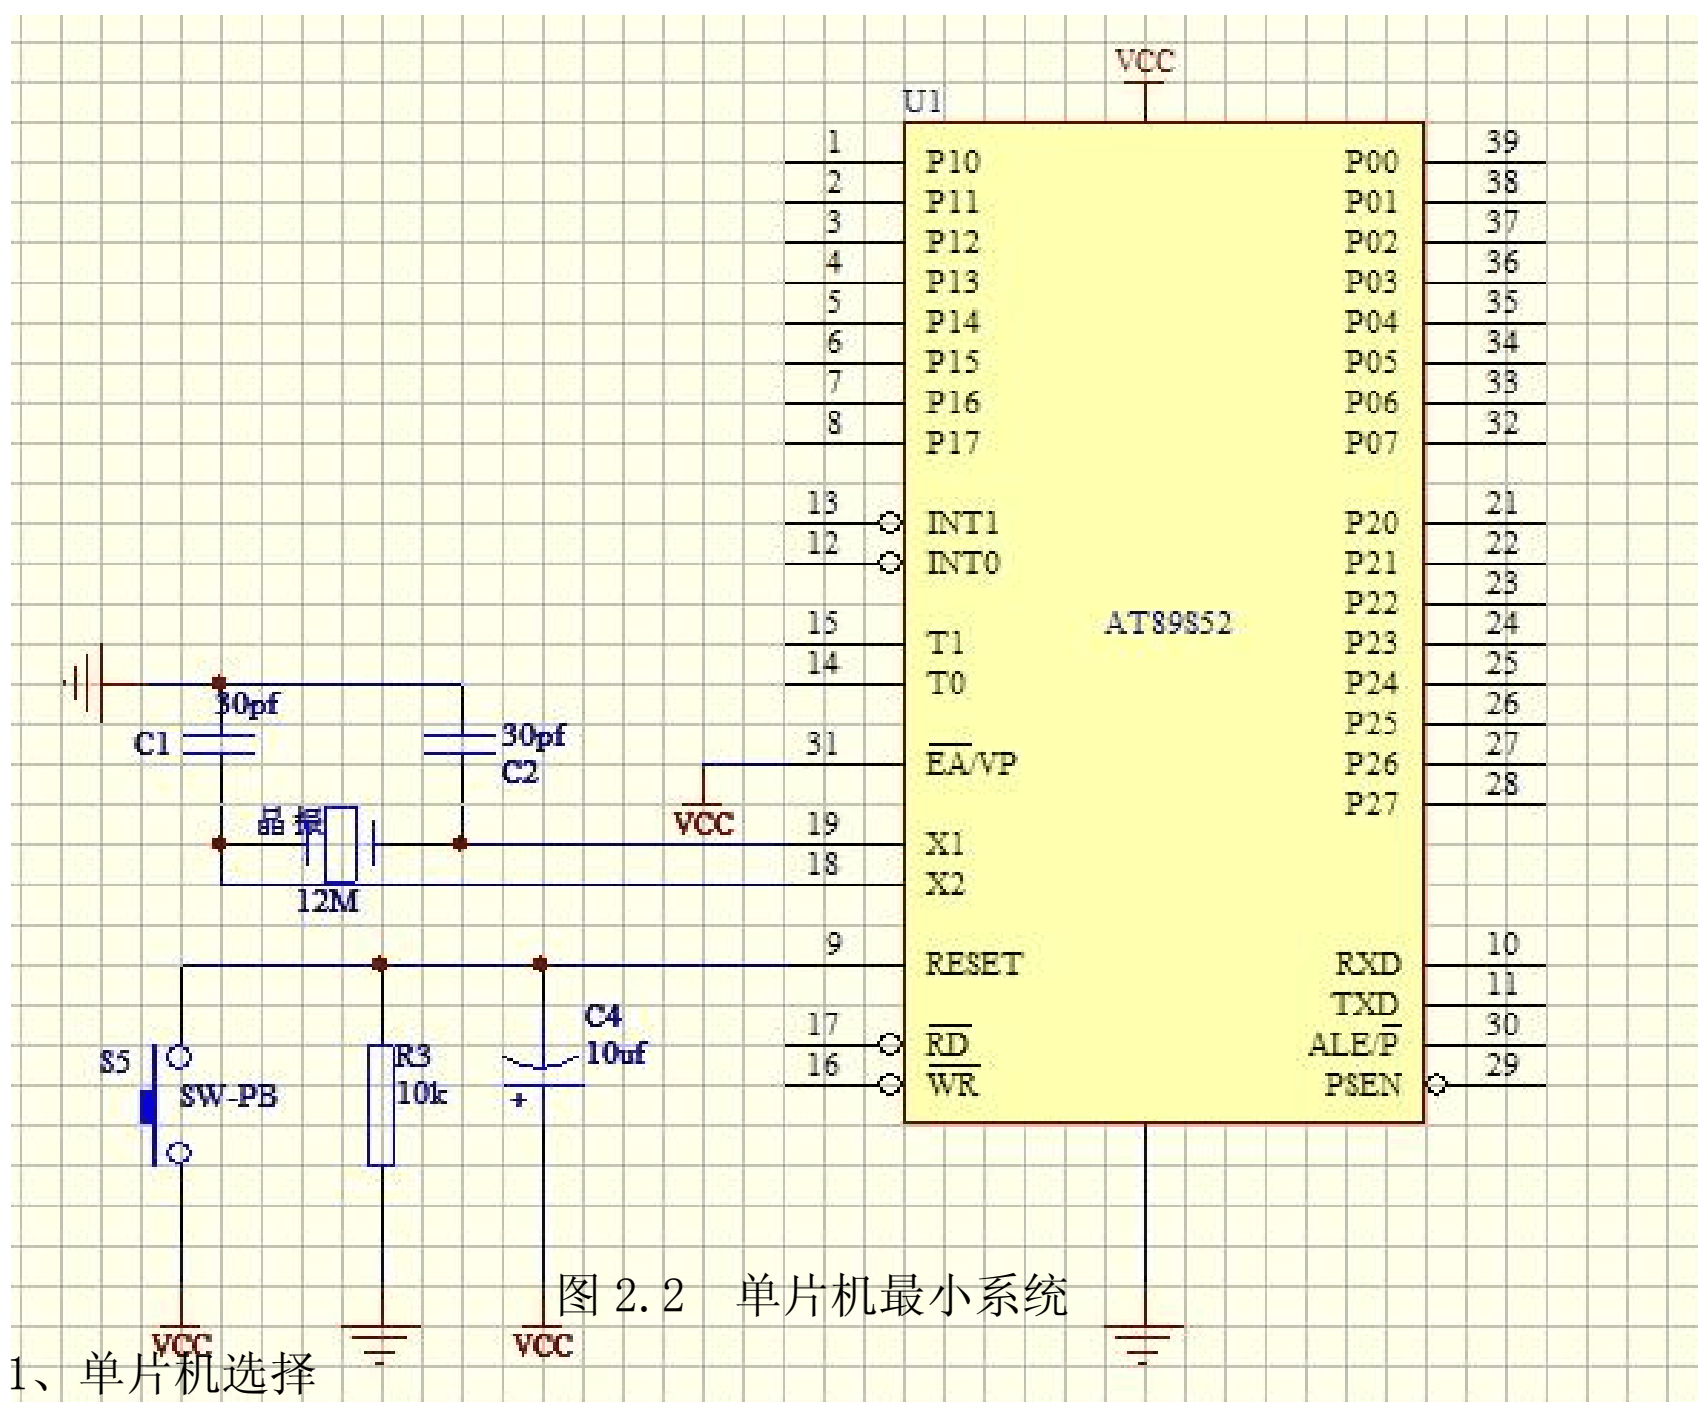 VCC
U1
1 P10 P00 39
2 P11 P01 38
3 P12 P02 37
4 P13 P03 36
5 P14 P04 35
6 P15 P05 34
7 P16 P06 33
8 P17 P07 32
13 INT1 P20 21
12 INT0 P21 22
P22 23
15 T1 P23 24
14 T0 P24 25
P25 26
31 EA/VP P26 27
P27 28
19 X1
18 X2
AT89852
30pf
C1
30pf
C2
晶振
12M
VCC
9 RESET RXD 10
TXD 11
17 RD ALE/P 30
16 WR PSEN 29
S5
SW-PB
R3
10k
C4
10uf
+
VCC
VCC
图 2.2 单片机最小系统
1、单片机选择